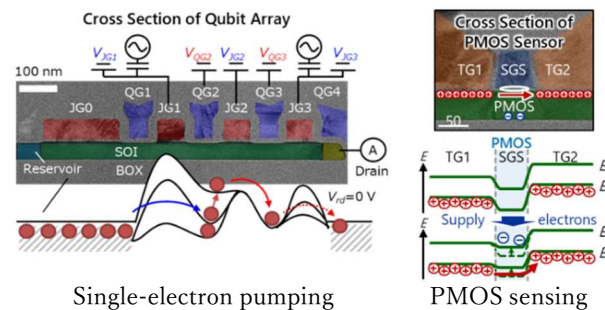 Cross Section of Qubit Array
V_JG1
V_QG2 V_JG2 V_QG3
V_JG3
100 nm
QG1 QG2 QG3 QG4
JG0 JG1 JG2 JG3
SOI
BOX
Reservoir
A
Drain
V_rd=0 V
Single-electron pumping
Cross Section of
PMOS Sensor
TG1 SGS TG2
PMOS
50
PMOS
E TG1 SGS TG2
E
E
Supply electrons
E
E
E
PMOS sensing